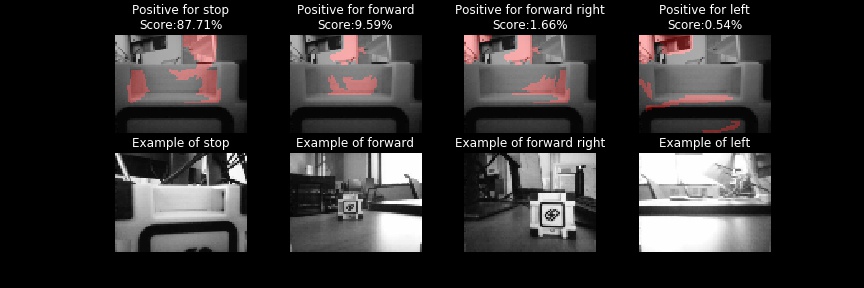 Positive for stop
Score:87.71%
Positive for forward
Score:9.59%
Positive for forward right
Score:1.66%
Positive for left
Score:0.54%
Example of stop
Example of forward
Example of forward right
Example of left